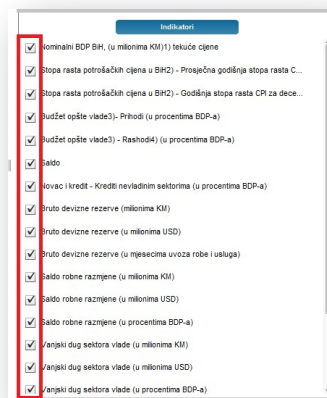 Indikatori
Nominalni BDP BiH, (u milionima KM)1) tekuće cijene
Stopa rasta potrošačkih cijena u BiH2) - Prosječna godišnja stopa rasta C...
Stopa rasta potrošačkih cijena u BiH2) - Godišnja stopa rasta CPI za dece...
Budžet opšte vlade3)- Prihodi (u procentima BDP-a)
Budžet opšte vlade3) - Rashodi4) (u procentima BDP-a)
Saldo
Novac i kredit - Krediti nevladinim sektorima (u procentima BDP-a)
Bruto devizne rezerve (milionima KM)
Bruto devizne rezerve (u milionima USD)
Bruto devizne rezerve (u mjesecima uvoza robe i usluga)
Saldo robne razmjene (u milionima KM)
Saldo robne razmjene (u milionima USD)
Saldo robne razmjene (u procentima BDP-a)
Vanjski dug sektora vlade (u milionima KM)
Vanjski dug sektora vlade (u milionima USD)
Vanjski dug sektora vlade (u procentima BDP-a)